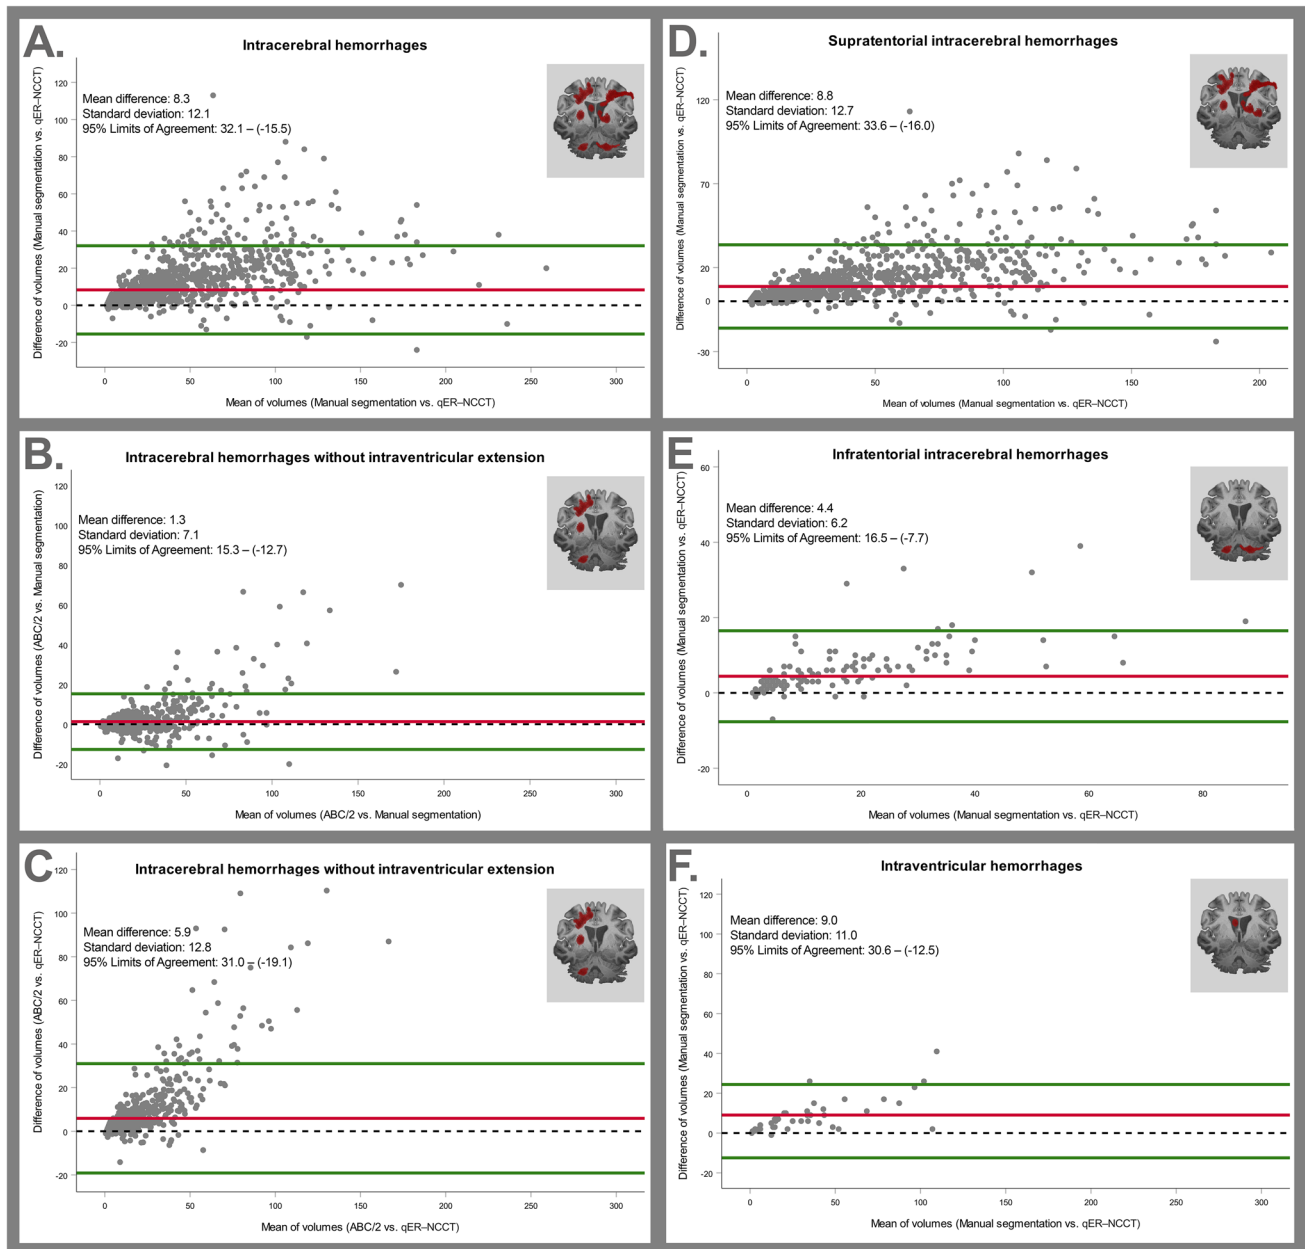 A.
Intracerebral hemorrhages
Mean difference: 8.3
Standard deviation: 12.1
95% Limits of Agreement: 32.1 – (-15.5)
Difference of volumes (Manual segmentation vs. qER–NCCT)
120
100
80
60
40
20
0
-20
0 50 100 150 200 250 300
Mean of volumes (Manual segmentation vs. qER–NCCT)
D.
Supratentorial intracerebral hemorrhages
Mean difference: 8.8
Standard deviation: 12.7
95% Limits of Agreement: 33.6 – (-16.0)
Difference of volumes (Manual segmentation vs. qER–NCCT)
120
70
20
0
-30
0 50 100 150 200
Mean of volumes (Manual segmentation vs. qER–NCCT)
B.
Intracerebral hemorrhages without intraventricular extension
Mean difference: 1.3
Standard deviation: 7.1
95% Limits of Agreement: 15.3 – (-12.7)
Difference of volumes (ABC/2 vs. Manual segmentation)
120
100
80
60
40
20
0
-20
0 50 100 150 200 250 300
Mean of volumes (ABC/2 vs. Manual segmentation)
E
Infratentorial intracerebral hemorrhages
Mean difference: 4.4
Standard deviation: 6.2
95% Limits of Agreement: 16.5 – (-7.7)
Difference of volumes (Manual segmentation vs. qER–NCCT)
60
40
20
0
-20
0 20 40 60 80
Mean of volumes (Manual segmentation vs. qER–NCCT)
C
Intracerebral hemorrhages without intraventricular extension
Mean difference: 5.9
Standard deviation: 12.8
95% Limits of Agreement: 31.0 – (-19.1)
Difference of volumes (ABC/2 vs. qER–NCCT)
120
100
80
60
40
20
0
-20
0 50 100 150 200 250 300
Mean of volumes (ABC/2 vs. qER–NCCT)
F.
Intraventricular hemorrhages
Mean difference: 9.0
Standard deviation: 11.0
95% Limits of Agreement: 30.6 – (-12.5)
Difference of volumes (Manual segmentation vs. qER–NCCT)
120
100
80
60
40
20
0
-20
0 50 100 150 200 250 300
Mean of volumes (Manual segmentation vs. qER–NCCT)